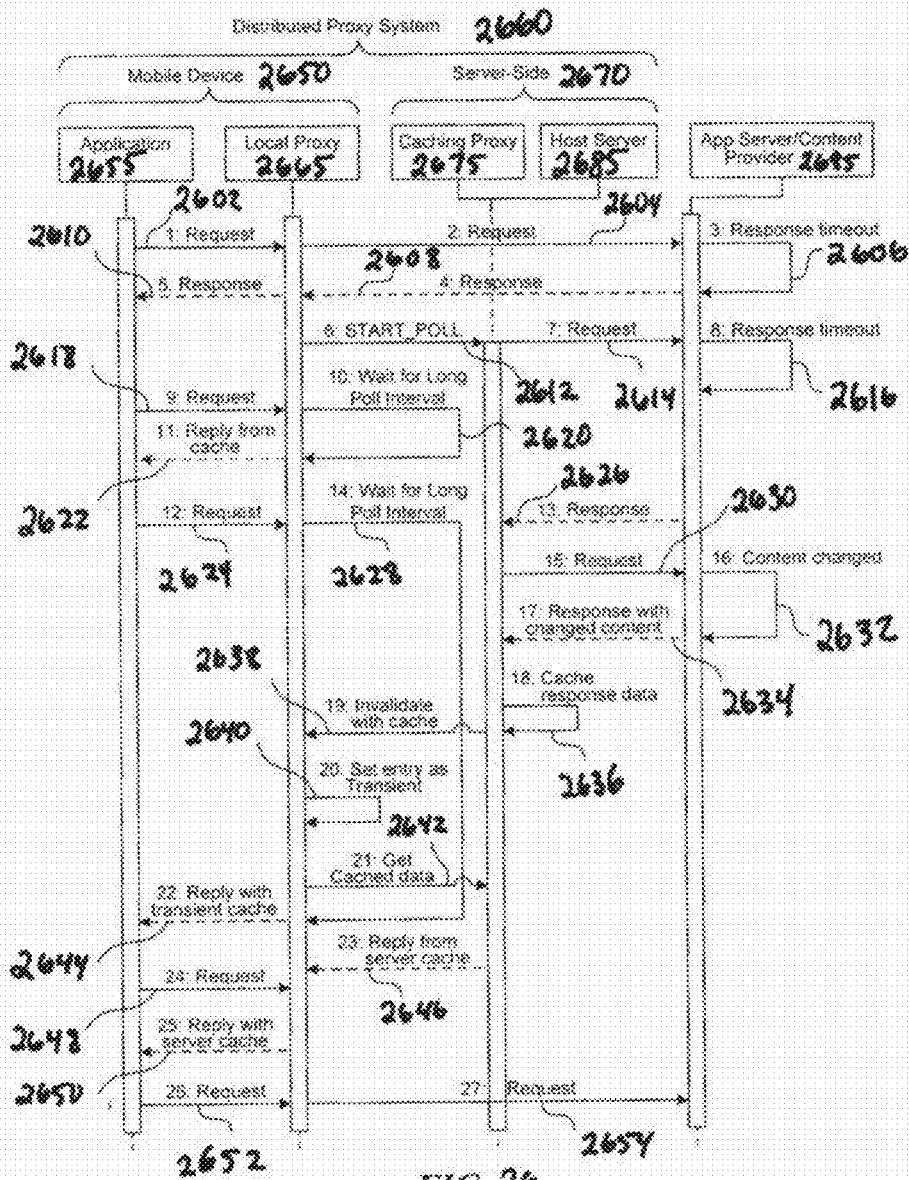 Distributed Proxy System 2660
Mobile Device 2650
Server-Side 2670
Application 2655
Local Proxy 2665
Caching Proxy 2675
Host Server 2685
App Server/Content Provider 2695
2602
2604
2610
1. Request
2. Request
3. Response timeout
2606
2608
5. Response
4. Response
6. START_POLL
7. Request
8. Response timeout
2618
2612
2614
2616
9. Request
10. Wait for Long
Poll Interval
2620
11. Reply from
cache
2622
2626
12. Request
14. Wait for Long
Poll Interval
13. Response
2630
2624
2628
15. Request
16. Content changed
2632
17. Response with
changed content
2634
2638
18. Cache
response data
19. Invalidate
with cache
2636
2640
20. Set entry as
Transient
2642
21. Get
Cached data
22. Reply with
transient cache
2644
23. Reply from
server cache
2646
24. Request
2648
25. Reply with
server cache
2650
26. Request
27. Request
2652
2654